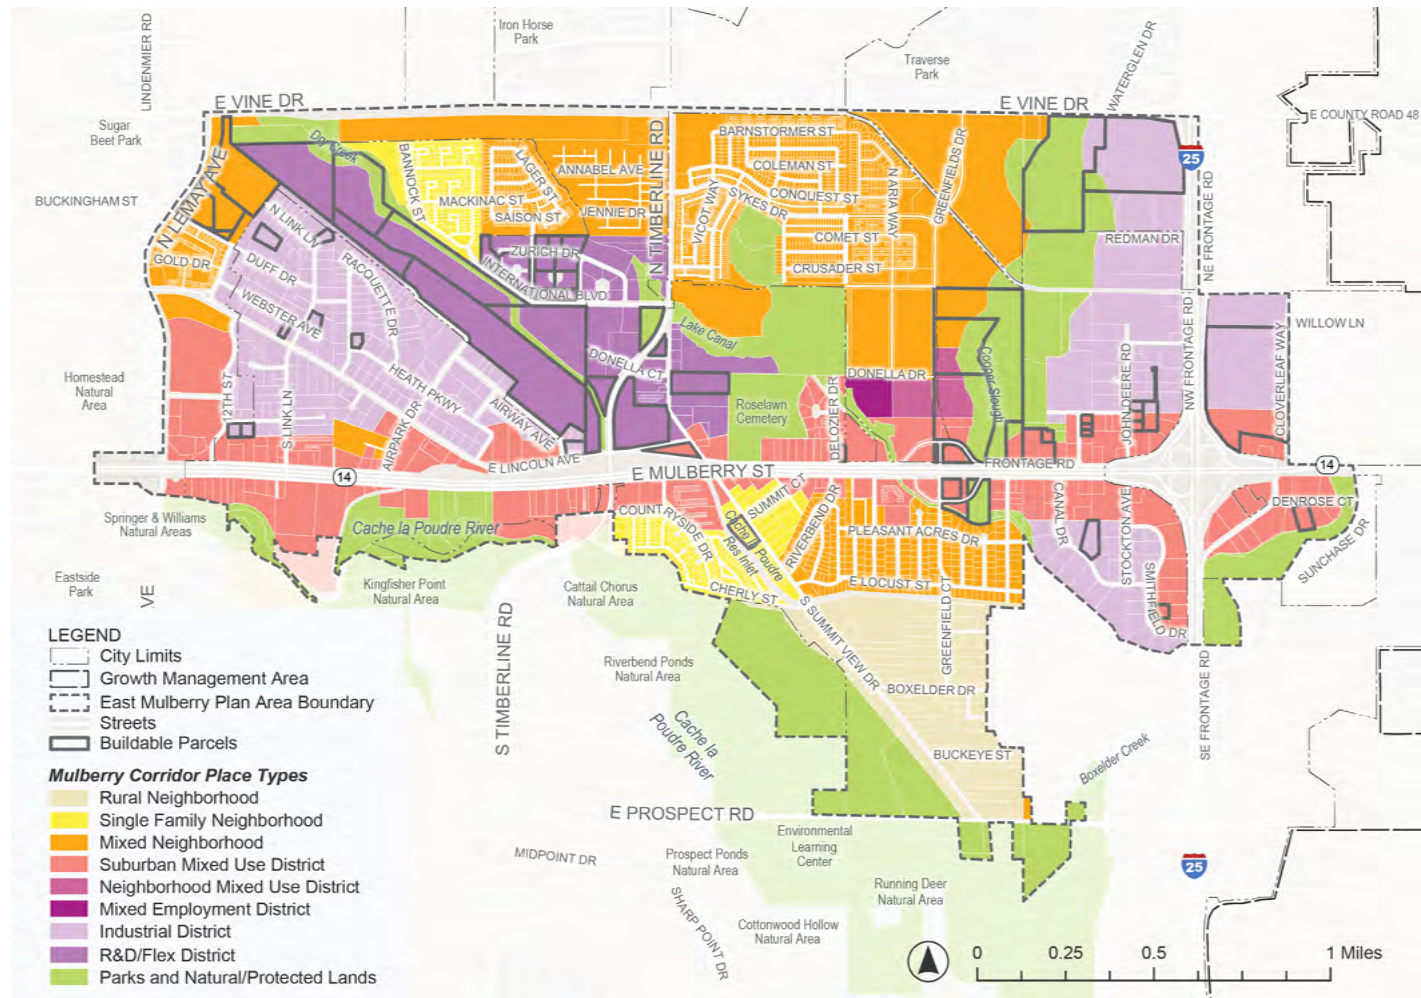 LINDENMIER RD
Iron Horse
Park
Traverse
Park
WATERGLEN DR
E VINE DR
E VINE DR
E COUNTY ROAD 48
Sugar
Beet Park
Dry Creek
BARNSTORMER ST
25
N LEMAY AVE
BANNOCK ST
LAGER ST
ANNABEL AVE
N TIMBERLINE RD
COLEMAN ST
N ARIA WAY
GREENFIELDS DR
NE FRONTAGE RD
BUCKINGHAM ST
MACKINAC ST
SAISON ST
JENNIE DR
VICOT WAY
SYKES DR
CONQUEST ST
N LINK LN
COMET ST
REDMAN DR
GOLD DR
DUFF DR
RACQUETTE DR
ZURICH DR
INTERNATIONAL BLVD
CRUSADER ST
WEBSTER AVE
Lake Canal
NW FRONTAGE RD
WILLOW LN
Homestead
Natural
Area
12TH ST
S LINK LN
HEATH PKWY
DONELLA CT
DONELLA DR
Cooper Slough
JOHN DEERE RD
CLOVERLEAF WAY
AIRPARK DR
AIRWAY AVE
Roselawn
Cemetery
DELOZIER DR
E LINCOLN AVE
E MULBERRY ST
FRONTAGE RD
14
14
Springer & Williams
Natural Areas
Cache la Poudre River
COUNTRYSIDE DR
SUMMIT CT
Cache la Poudre
Res Inlet
RIVERBEND DR
PLEASANT ACRES DR
CANAL DR
STOCKTON AVE
DENROSE CT
SUNCHASE DR
Eastside
Park
VE
Kingfisher Point
Natural Area
Cattail Chorus
Natural Area
CHERLY ST
E LOCUST ST
SMITHFIELD DR
S TIMBERLINE RD
S SUMMIT VIEW DR
GREENFIELD CT
Riverbend Ponds
Natural Area
BOXELDER DR
SE FRONTAGE RD
Cache la
Poudre River
BUCKEYE ST
Boxelder Creek
E PROSPECT RD
Environmental
Learning
Center
MIDPOINT DR
Prospect Ponds
Natural Area
25
SHARP POINT DR
Running Deer
Natural Area
Cottonwood Hollow
Natural Area
LEGEND
City Limits
Growth Management Area
East Mulberry Plan Area Boundary
Streets
Buildable Parcels
Mulberry Corridor Place Types
Rural Neighborhood
Single Family Neighborhood
Mixed Neighborhood
Suburban Mixed Use District
Neighborhood Mixed Use District
Mixed Employment District
Industrial District
R&D/Flex District
Parks and Natural/Protected Lands
0 0.25 0.5 1 Miles